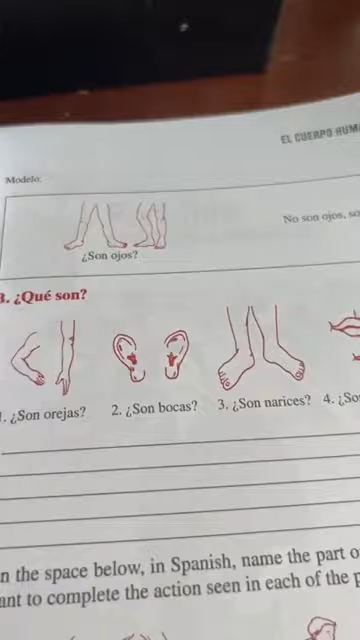 EL CUERPO HUM
Modelo:
No son ojos, so
¿Son ojos?
3. ¿Qué son?
1. ¿Son orejas? 2. ¿Son bocas? 3. ¿Son narices? 4. ¿So
n the space below, in Spanish, name the part o
ant to complete the action seen in each of the p